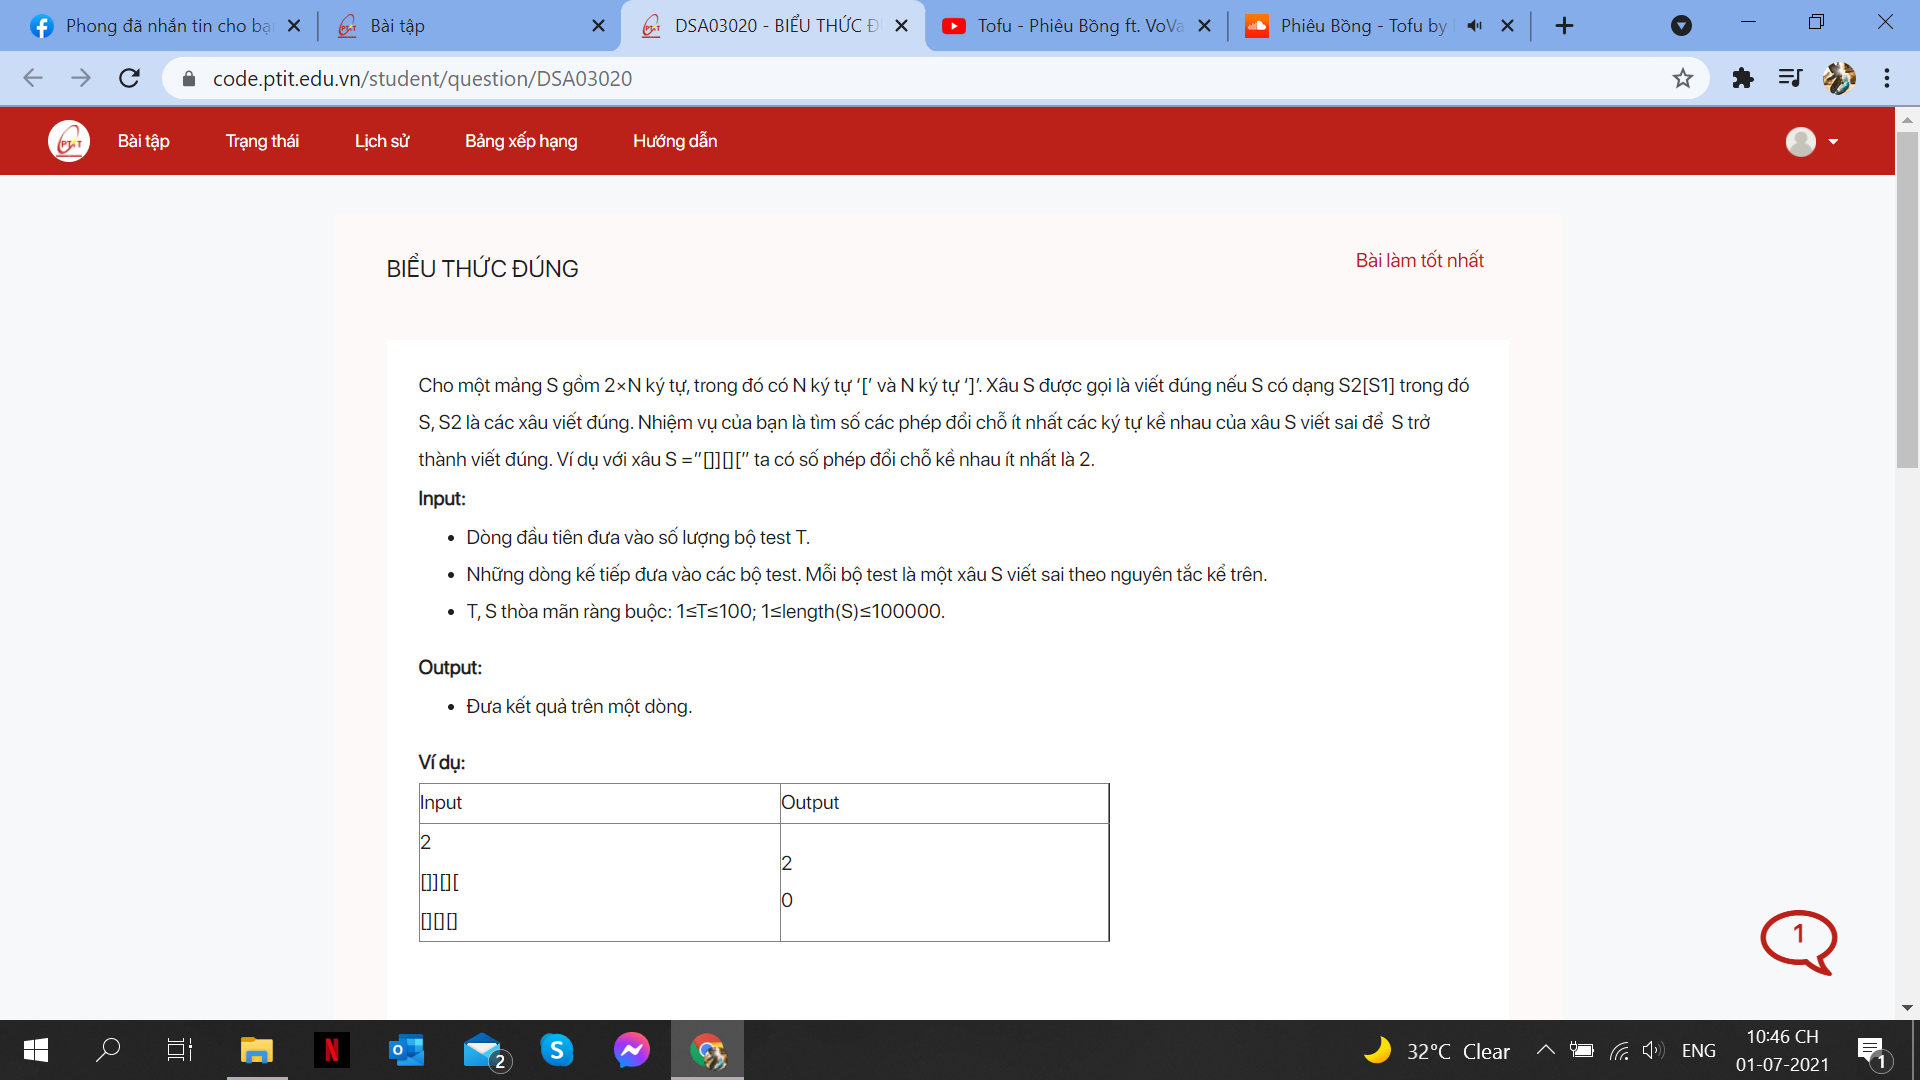 Phong đã nhắn tin cho bạ
Bài tập
DSA03020 - BIỂU THỨC Đ
Tofu - Phiêu Bồng ft. VoVa
Phiêu Bồng - Tofu by
code.ptit.edu.vn/student/question/DSA03020
Bài tập
Trạng thái
Lịch sử
Bảng xếp hạng
Hướng dẫn
BIỂU THỨC ĐÚNG
Bài làm tốt nhất
Cho một mảng S gồm 2×N ký tự, trong đó có N ký tự ‘[’ và N ký tự ‘]’. Xâu S được gọi là viết đúng nếu S có dạng S2[S1] trong đó
S, S2 là các xâu viết đúng. Nhiệm vụ của bạn là tìm số các phép đổi chỗ ít nhất các ký tự kề nhau của xâu S viết sai để S trở
thành viết đúng. Ví dụ với xâu S =”[]][][” ta có số phép đổi chỗ kề nhau ít nhất là 2.
Input:
• Dòng đầu tiên đưa vào số lượng bộ test T.
• Những dòng kế tiếp đưa vào các bộ test. Mỗi bộ test là một xâu S viết sai theo nguyên tắc kể trên.
• T, S thỏa mãn ràng buộc: 1≤T≤100; 1≤length(S)≤100000.
Output:
• Đưa kết quả trên một dòng.
Ví dụ:
Input
Output
2
[]][][
[][][]
2
0
1
2
32°C Clear
ENG
10:46 CH
01-07-2021
1